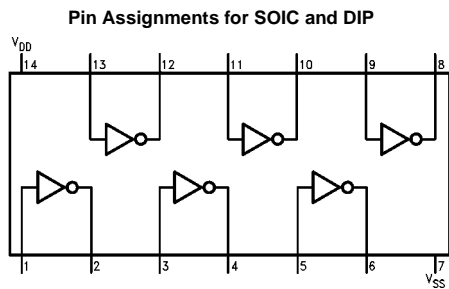 Pin Assignments for SOIC and DIP
VDD
14 13 12 11 10 9 8
1 2 3 4 5 6 7
VSS